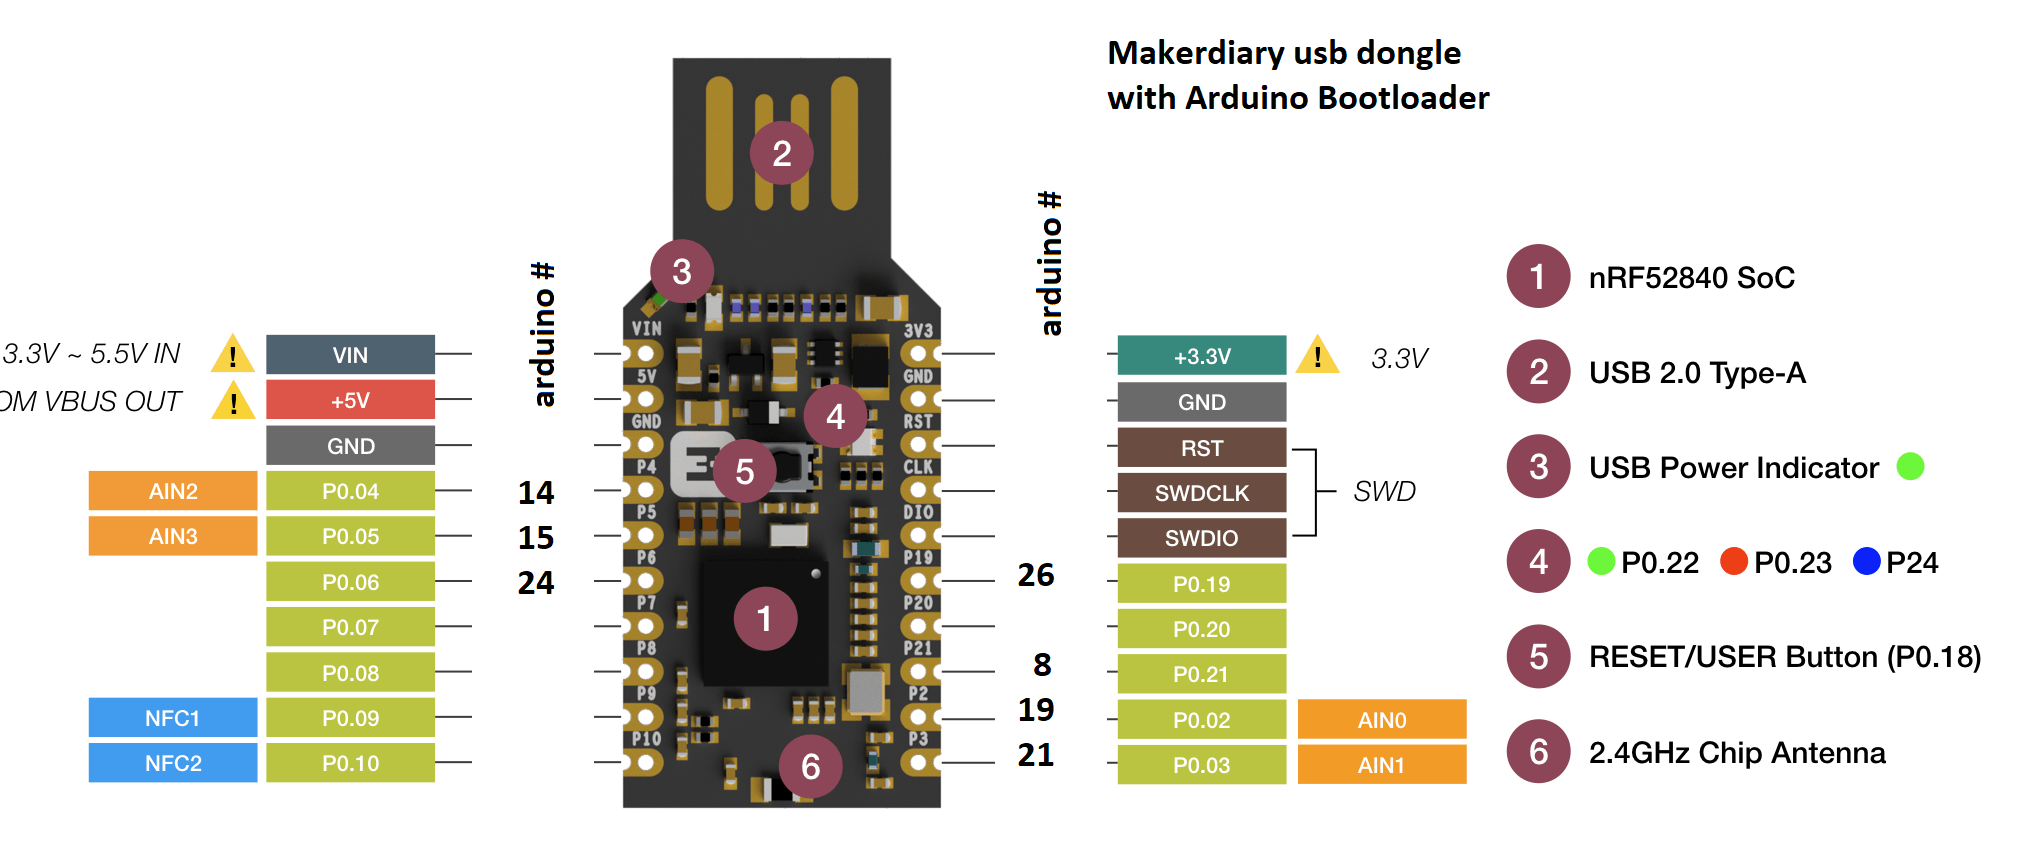 Makerdiary usb dongle
with Arduino Bootloader
2
arduino #
arduino #
3
1 nRF52840 SoC
2 USB 2.0 Type-A
3 USB Power Indicator
4 P0.22 P0.23 P24
5 RESET/USER Button (P0.18)
6 2.4GHz Chip Antenna
3.3V ~ 5.5V IN ! VIN
OM VBUS OUT ! +5V
GND
AIN2 P0.04 14
AIN3 P0.05 15
P0.06 24
P0.07
P0.08
NFC1 P0.09
NFC2 P0.10
VIN 3V3
5V GND
GND RST
P4 CLK
P5 DIO
P6 P19
P7 P20
P8 P21
P9 P2
P10 P3
4
5
1
6
+3.3V ! 3.3V
GND
RST
SWDCLK SWD
SWDIO
26 P0.19
P0.20
8 P0.21
19 P0.02 AIN0
21 P0.03 AIN1